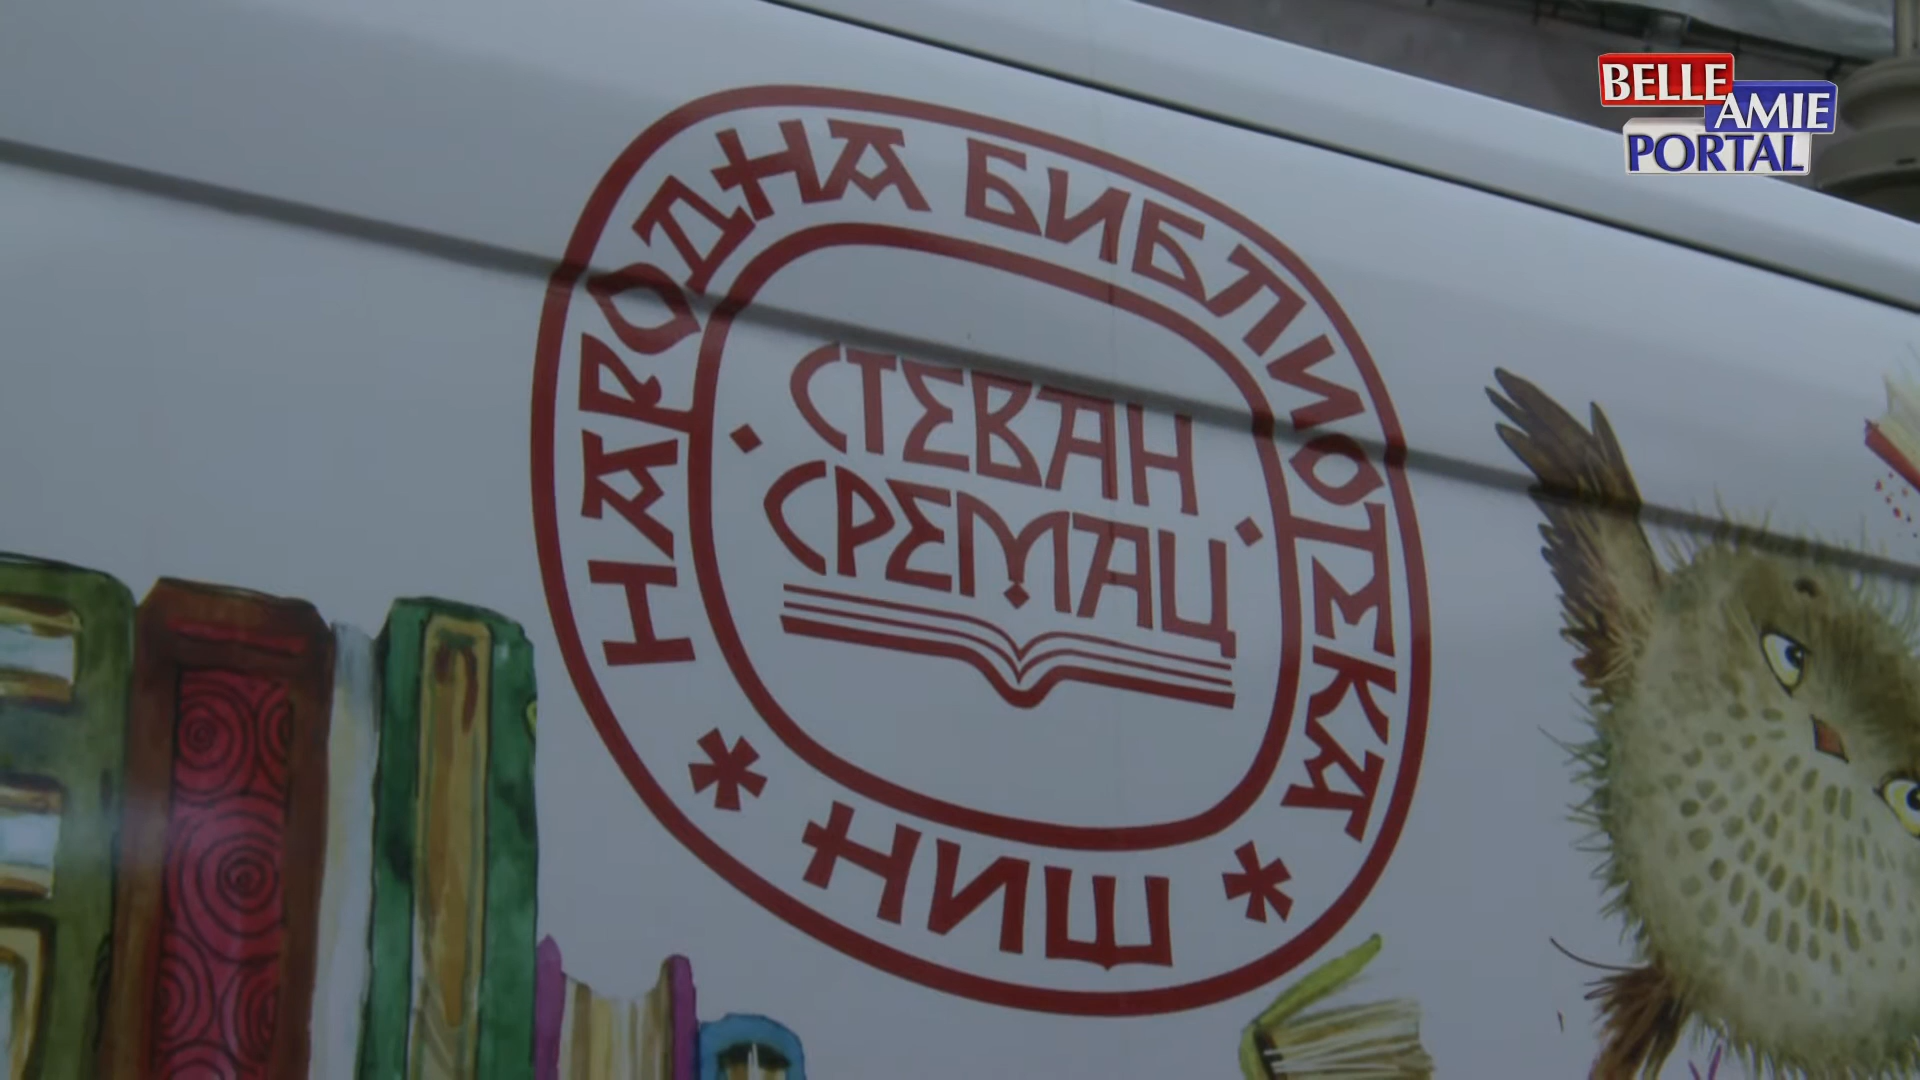 BELLE
AMIE
PORTAL
НАРОДНА БИБЛИОТЕКА
СТЕВАН
СРЕМАЦ
* НИШ *